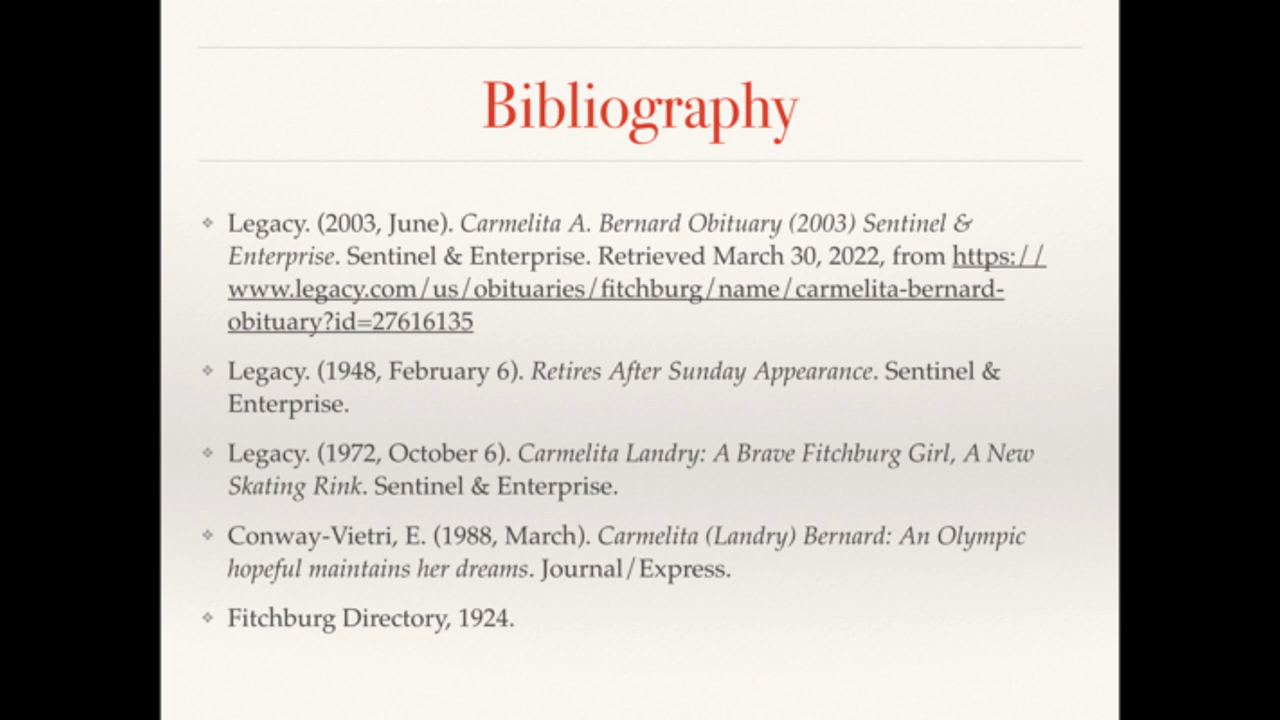 Bibliography
Legacy. (2003, June). Carmelita A. Bernard Obituary (2003) Sentinel &
Enterprise. Sentinel & Enterprise. Retrieved March 30, 2022, from https://
www.legacy.com/us/obituaries/fitchburg/name/carmelita-bernard-
obituary?id=27616135
Legacy. (1948, February 6). Retires After Sunday Appearance. Sentinel &
Enterprise.
Legacy. (1972, October 6). Carmelita Landry: A Brave Fitchburg Girl, A New
Skating Rink. Sentinel & Enterprise.
Conway-Vietri, E. (1988, March). Carmelita (Landry) Bernard: An Olympic
hopeful maintains her dreams. Journal/Express.
Fitchburg Directory, 1924.